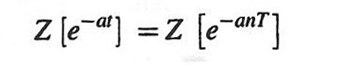 Z [e⁻ᵃᵗ] = Z [e⁻ᵃⁿᵀ]